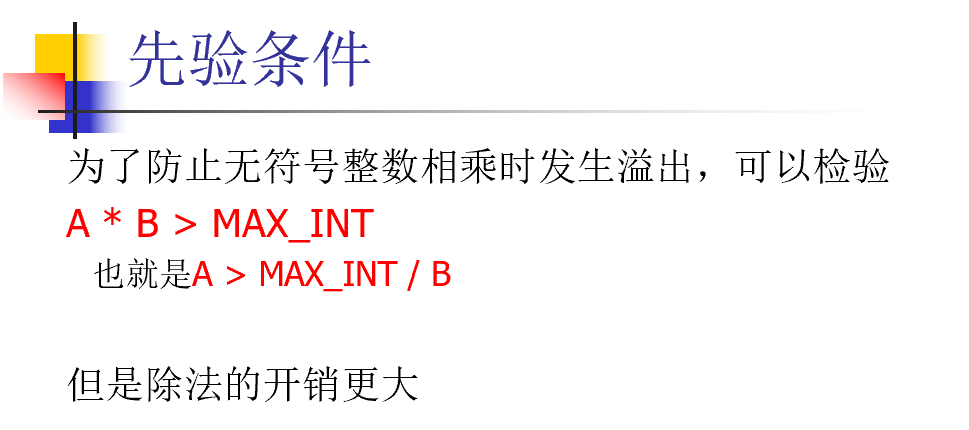 先验条件
为了防止无符号整数相乘时发生溢出，可以检验
A * B > MAX_INT
也就是A > MAX_INT / B
但是除法的开销更大